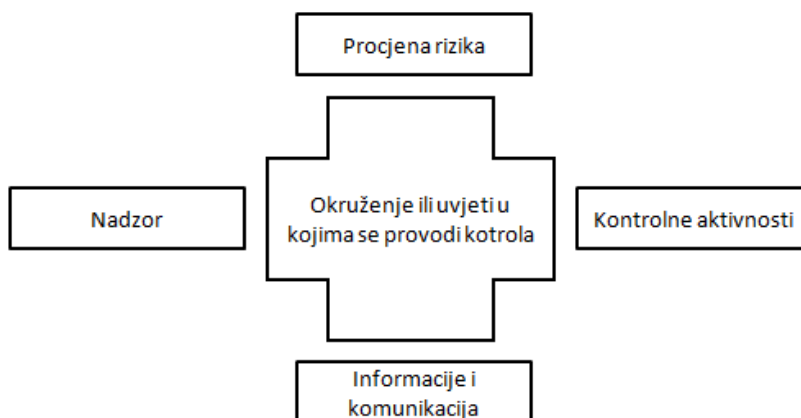 Procjena rizika
Nadzor
Okruženje ili uvjeti u
kojima se provodi kotrola
Kontrolne aktivnosti
Informacije i
komunikacija